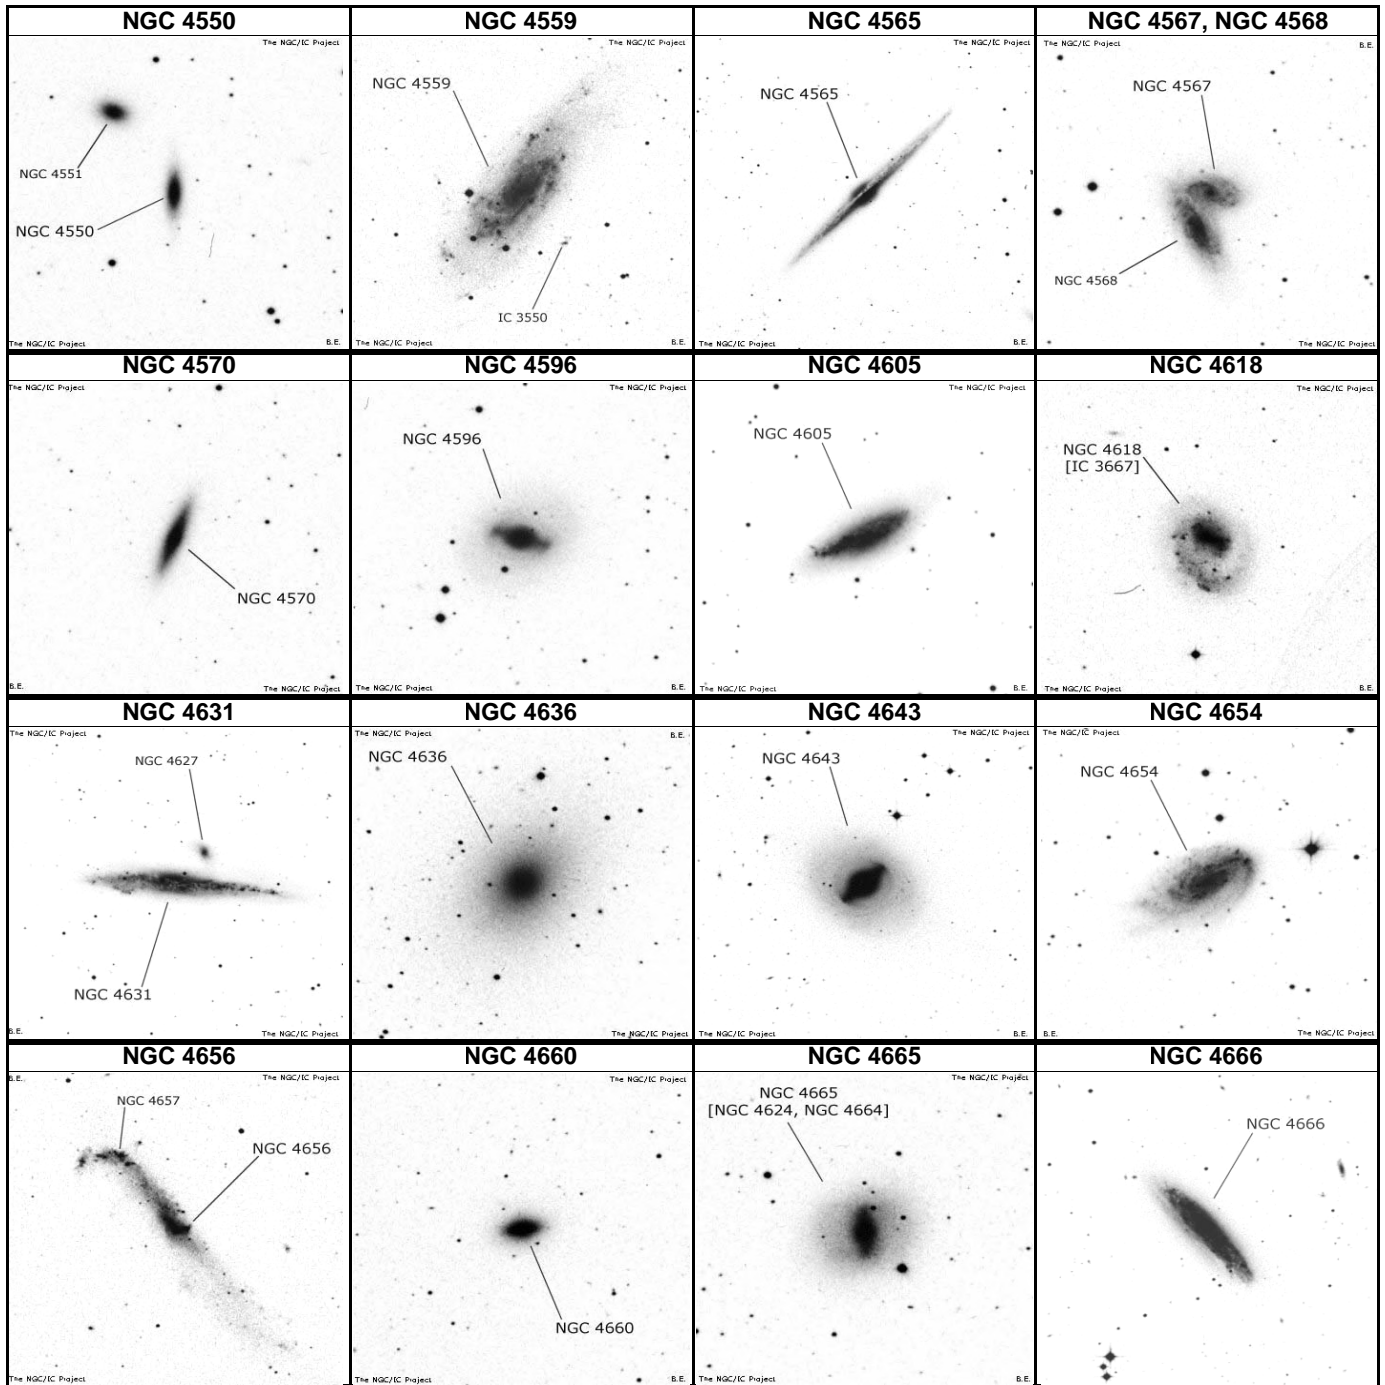 NGC 4550
The NGC/IC Project
NGC 4551
NGC 4550
The NGC/IC Project
B.E.
NGC 4559
The NGC/IC Project
NGC 4559
IC 3550
The NGC/IC Project
B.E.
NGC 4565
The NGC/IC Project
NGC 4565
The NGC/IC Project
B.E.
NGC 4567, NGC 4568
The NGC/IC Project
B.E.
NGC 4567
NGC 4568
The NGC/IC Project
NGC 4570
The NGC/IC Project
NGC 4570
B.E.
The NGC/IC Project
NGC 4596
The NGC/IC Project
NGC 4596
The NGC/IC Project
B.E.
NGC 4605
The NGC/IC Project
NGC 4605
The NGC/IC Project
B.E.
NGC 4618
The NGC/IC Project
NGC 4618
[IC 3667]
The NGC/IC Project
B.E.
NGC 4631
The NGC/IC Project
NGC 4627
NGC 4631
B.E.
The NGC/IC Project
NGC 4636
B.E.
NGC 4636
The NGC/IC Project
NGC 4643
The NGC/IC Project
NGC 4643
The NGC/IC Project
B.E.
NGC 4654
The NGC/IC Project
NGC 4654
B.E.
The NGC/IC Project
NGC 4656
B.E.
The NGC/IC Project
NGC 4657
NGC 4656
The NGC/IC Project
NGC 4660
The NGC/IC Project
NGC 4660
The NGC/IC Project
B.E.
NGC 4665
The NGC/IC Project
NGC 4665
[NGC 4624, NGC 4664]
The NGC/IC Project
B.E.
NGC 4666
NGC 4666